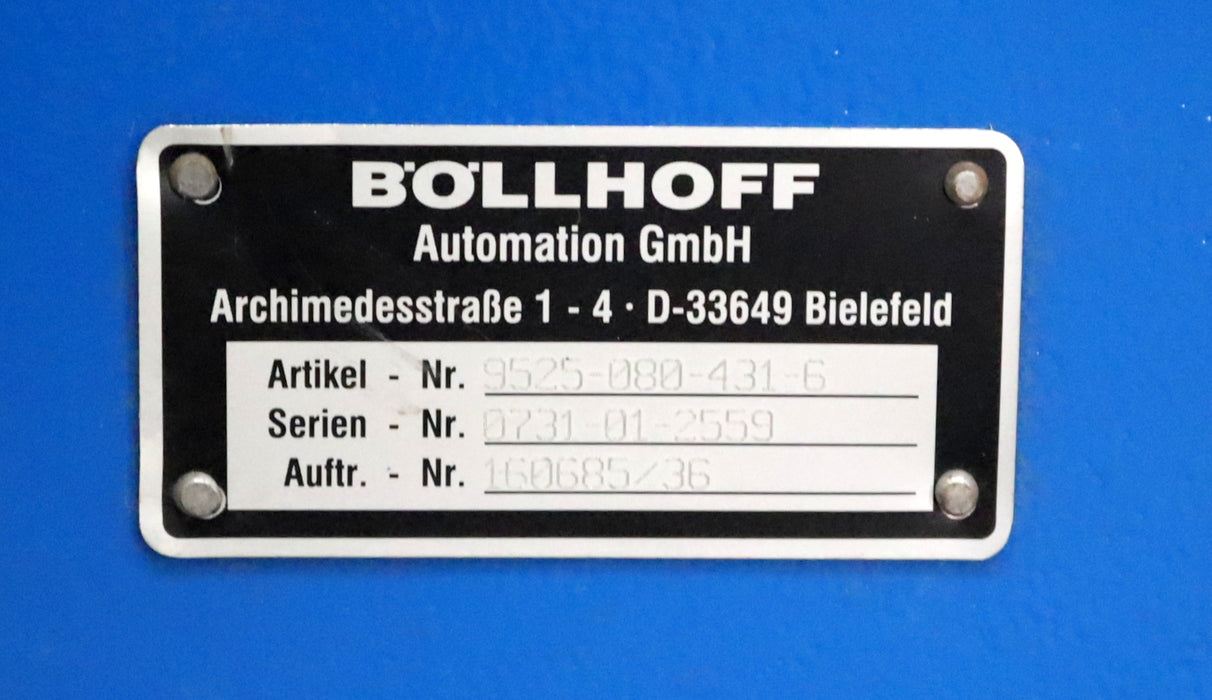 BÖLLHOFF
Automation GmbH
Archimedesstraße 1 - 4 · D-33649 Bielefeld
Artikel - Nr. 9525-080-431-6
Serien - Nr. 0731-01-2559
Auftr. - Nr. 160685/36